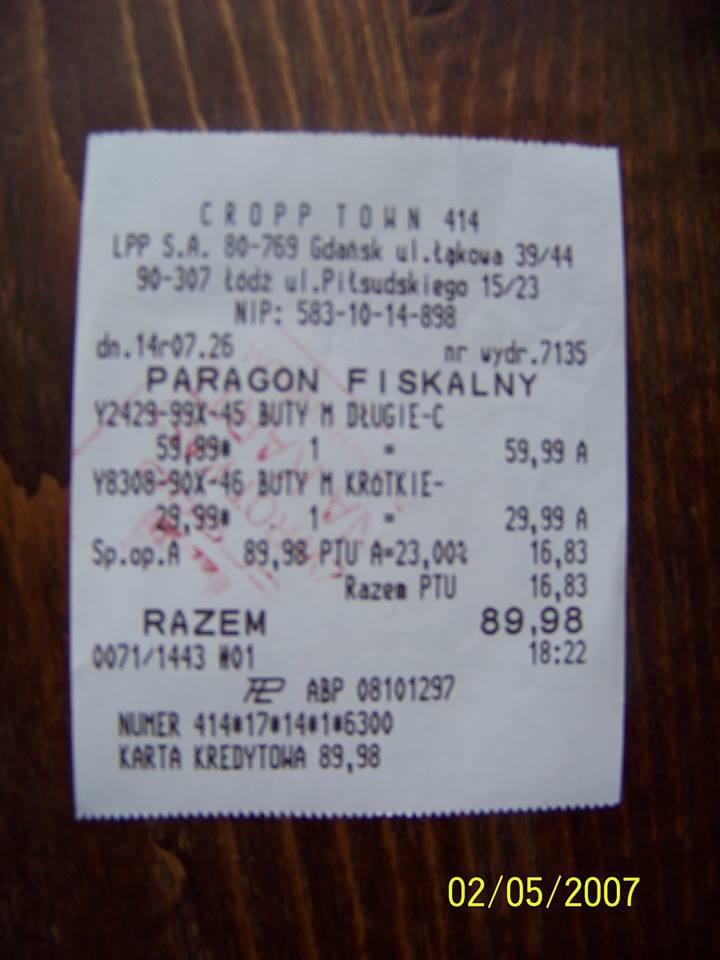 CROPP TOWN 414
LPP S.A. 80-769 Gdańsk ul.Łąkowa 39/44
90-307 Łódź ul.Piłsudskiego 15/23
NIP: 583-10-14-898
dn.14r07.26 nr wydr.7135
PARAGON FISKALNY
Y2429-99X-45 BUTY M DŁUGIE-C
59,99* 1 = 59,99 A
Y8308-90X-46 BUTY M KRÓTKIE-
29,99* 1 = 29,99 A
Sp.op.A 89,98 PTU A=23,00% 16,83
Razem PTU 16,83
RAZEM 89,98
0071/1443 #01 18:22
ABP 08101297
NUMER 414*17*14*1*6300
KARTA KREDYTOWA 89,98
02/05/2007